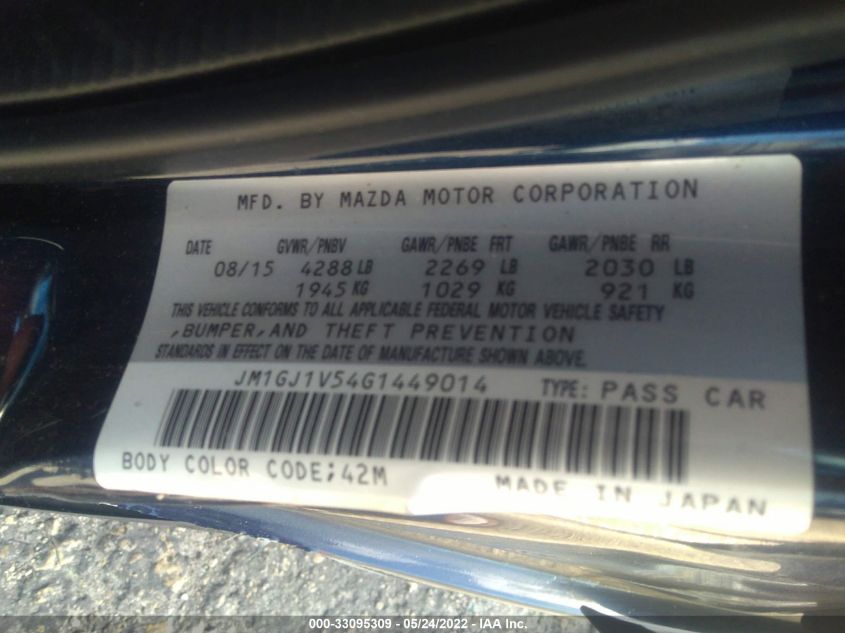 MFD. BY MAZDA MOTOR CORPORATION
DATE GVWR/PNBV GAWR/PNBE FRT GAWR/PNBE RR
08/15 4288 LB 2269 LB 2030 LB
1945 KG 1029 KG 921 KG
THIS VEHICLE CONFORMS TO ALL APPLICABLE FEDERAL MOTOR VEHICLE SAFETY
,BUMPER,AND THEFT PREVENTION
STANDARDS IN EFFECT ON THE DATE OF MANUFACTURE SHOWN ABOVE.
JM1GJ1V54G1449014 TYPE: PASS CAR
BODY COLOR CODE;42M MADE IN JAPAN
000-33095309 - 05/24/2022 - IAA Inc.